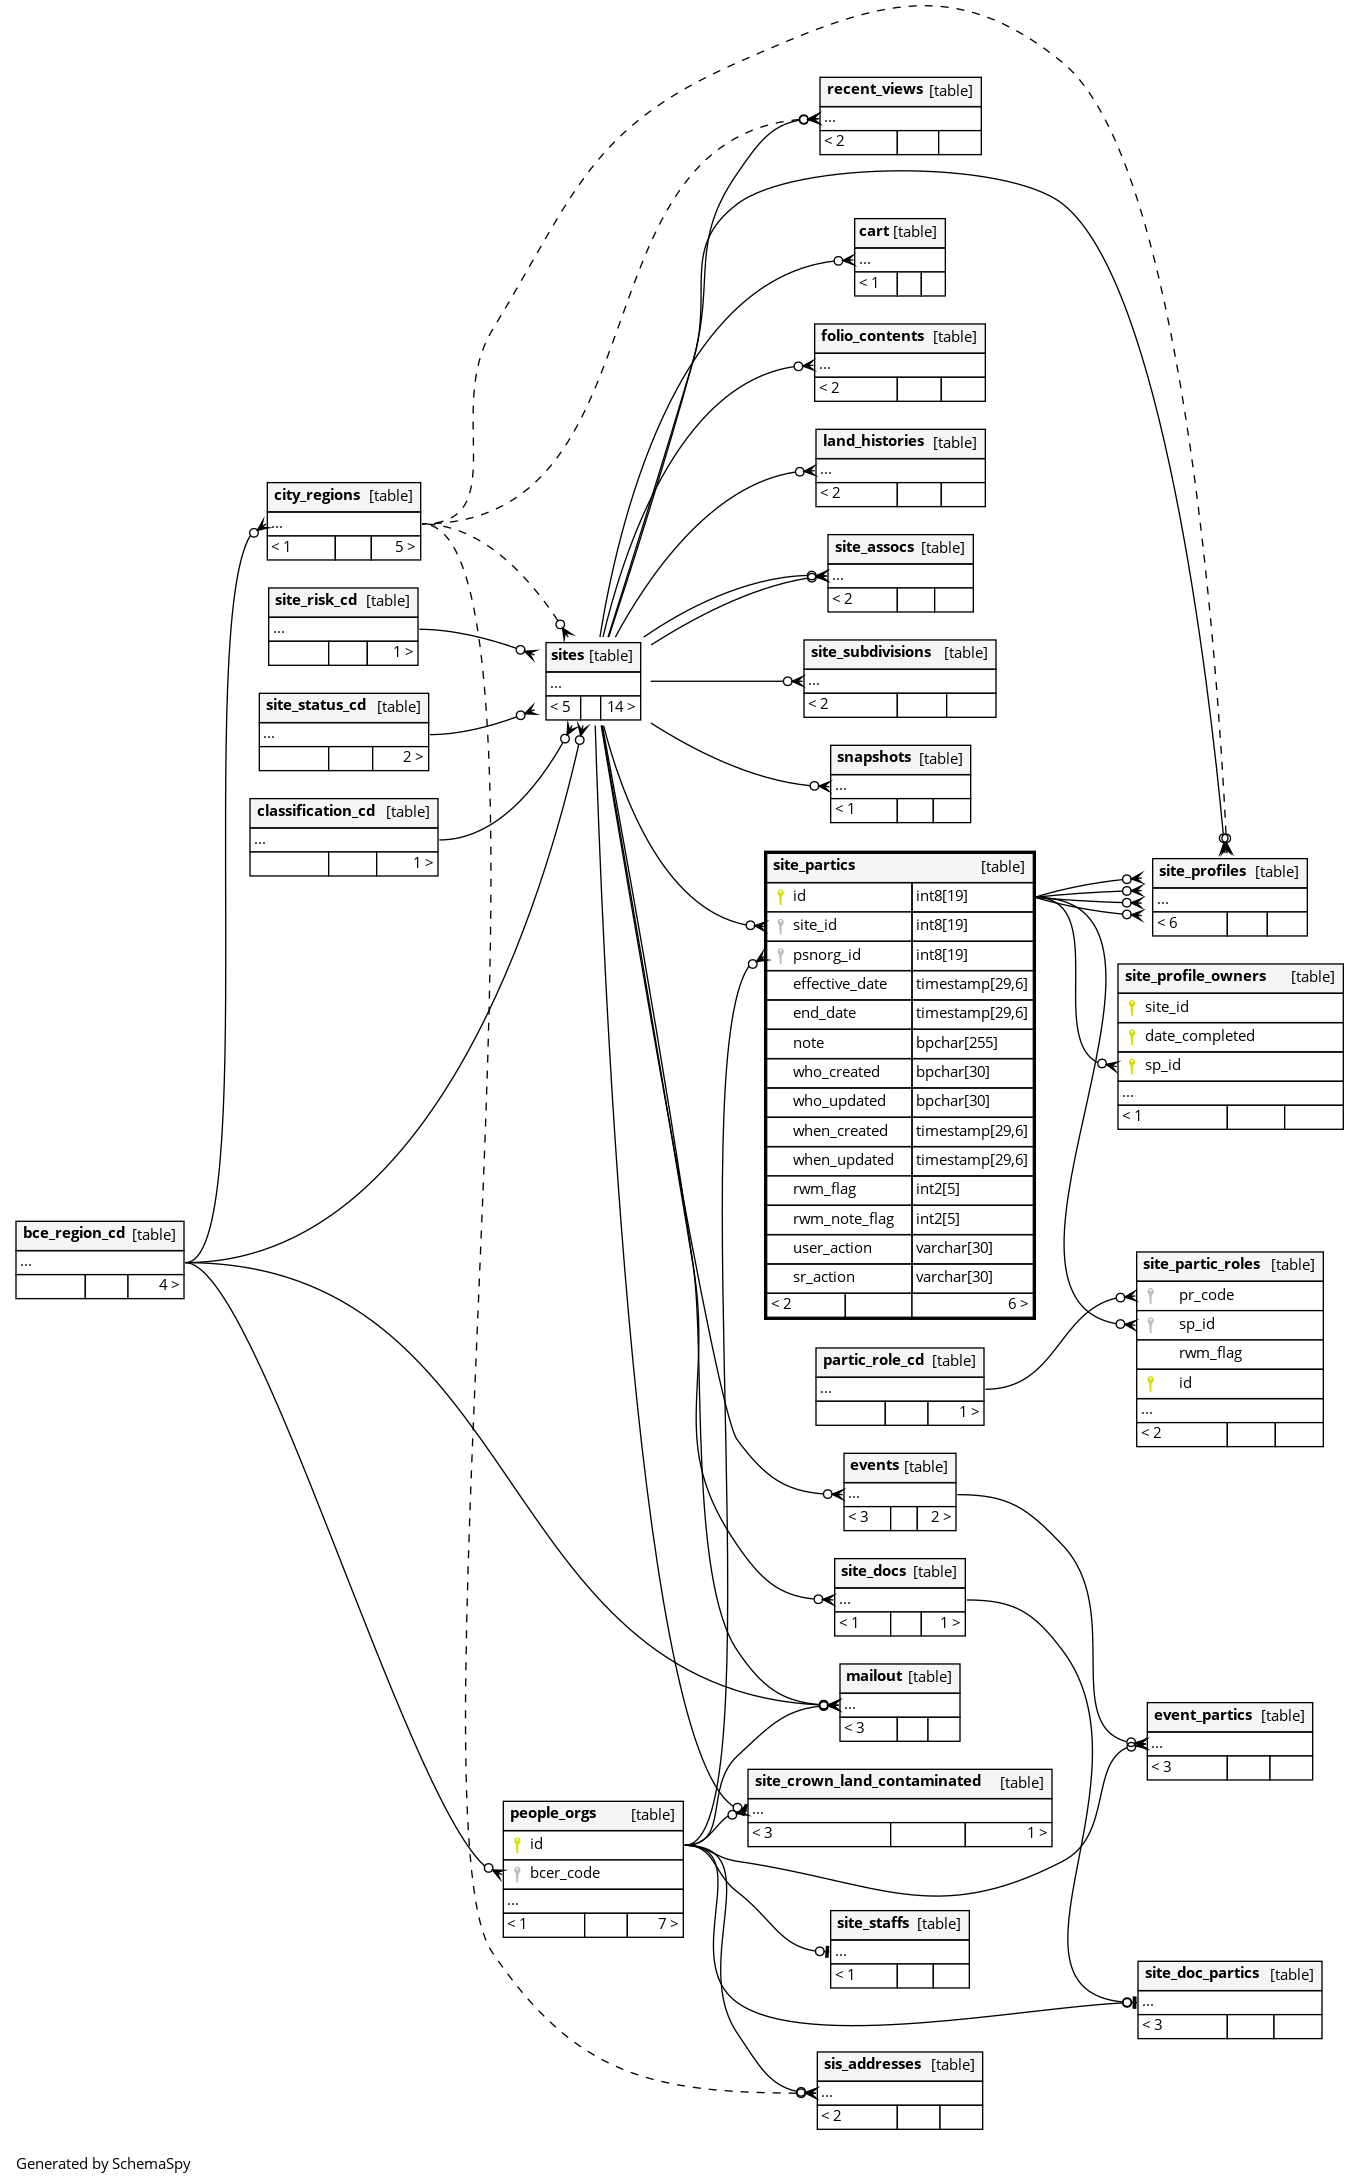 recent_views [table]
...
< 2
cart [table]
...
< 1
folio_contents [table]
...
< 2
land_histories [table]
...
< 2
city_regions [table]
...
< 1 5 >
site_assocs [table]
...
< 2
site_risk_cd [table]
...
1 >
sites [table]
...
< 5 14 >
site_subdivisions [table]
...
< 2
site_status_cd [table]
...
2 >
snapshots [table]
...
< 1
classification_cd [table]
...
1 >
site_partics [table]
id int8[19]
site_id int8[19]
psnorg_id int8[19]
effective_date timestamp[29,6]
end_date timestamp[29,6]
note bpchar[255]
who_created bpchar[30]
who_updated bpchar[30]
when_created timestamp[29,6]
when_updated timestamp[29,6]
rwm_flag int2[5]
rwm_note_flag int2[5]
user_action varchar[30]
sr_action varchar[30]
< 2 6 >
site_profiles [table]
...
< 6
site_profile_owners [table]
site_id
date_completed
sp_id
...
< 1
bce_region_cd [table]
...
4 >
site_partic_roles [table]
pr_code
sp_id
rwm_flag
id
...
< 2
partic_role_cd [table]
...
1 >
events [table]
...
< 3 2 >
site_docs [table]
...
< 1 1 >
mailout [table]
...
< 3
event_partics [table]
...
< 3
site_crown_land_contaminated [table]
...
< 3 1 >
people_orgs [table]
id
bcer_code
...
< 1 7 >
site_staffs [table]
...
< 1
site_doc_partics [table]
...
< 3
sis_addresses [table]
...
< 2
Generated by SchemaSpy